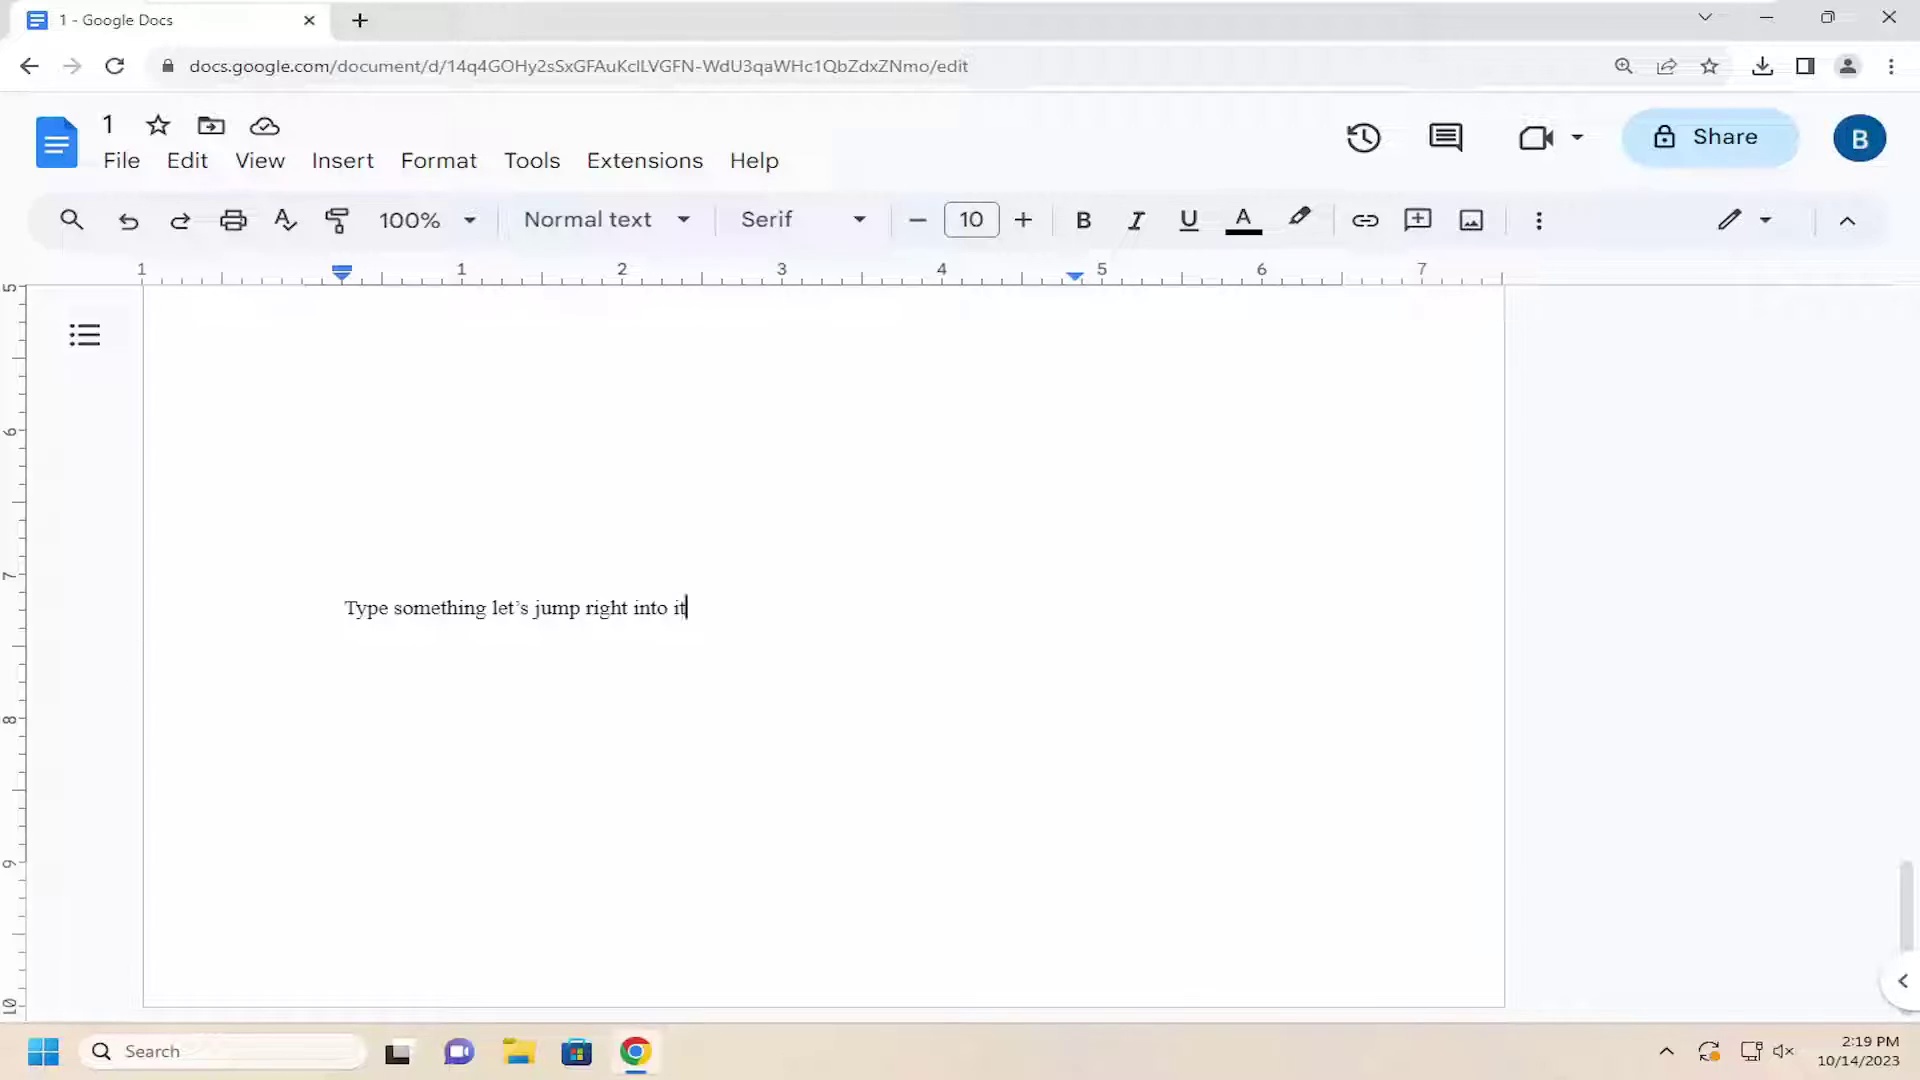 1 - Google Docs
docs.google.com/document/d/14q4GOHy2sSxGFAuKclLVGFN-WdU3qaWHc1QbZdxZNmo/edit
1
File Edit View Insert Format Tools Extensions Help
Share
B
100% Normal text Serif 10 B I U A
1 1 2 3 4 5 6 7
5
6
7
8
9
10
Type something let’s jump right into it
Search
2:19 PM
10/14/2023